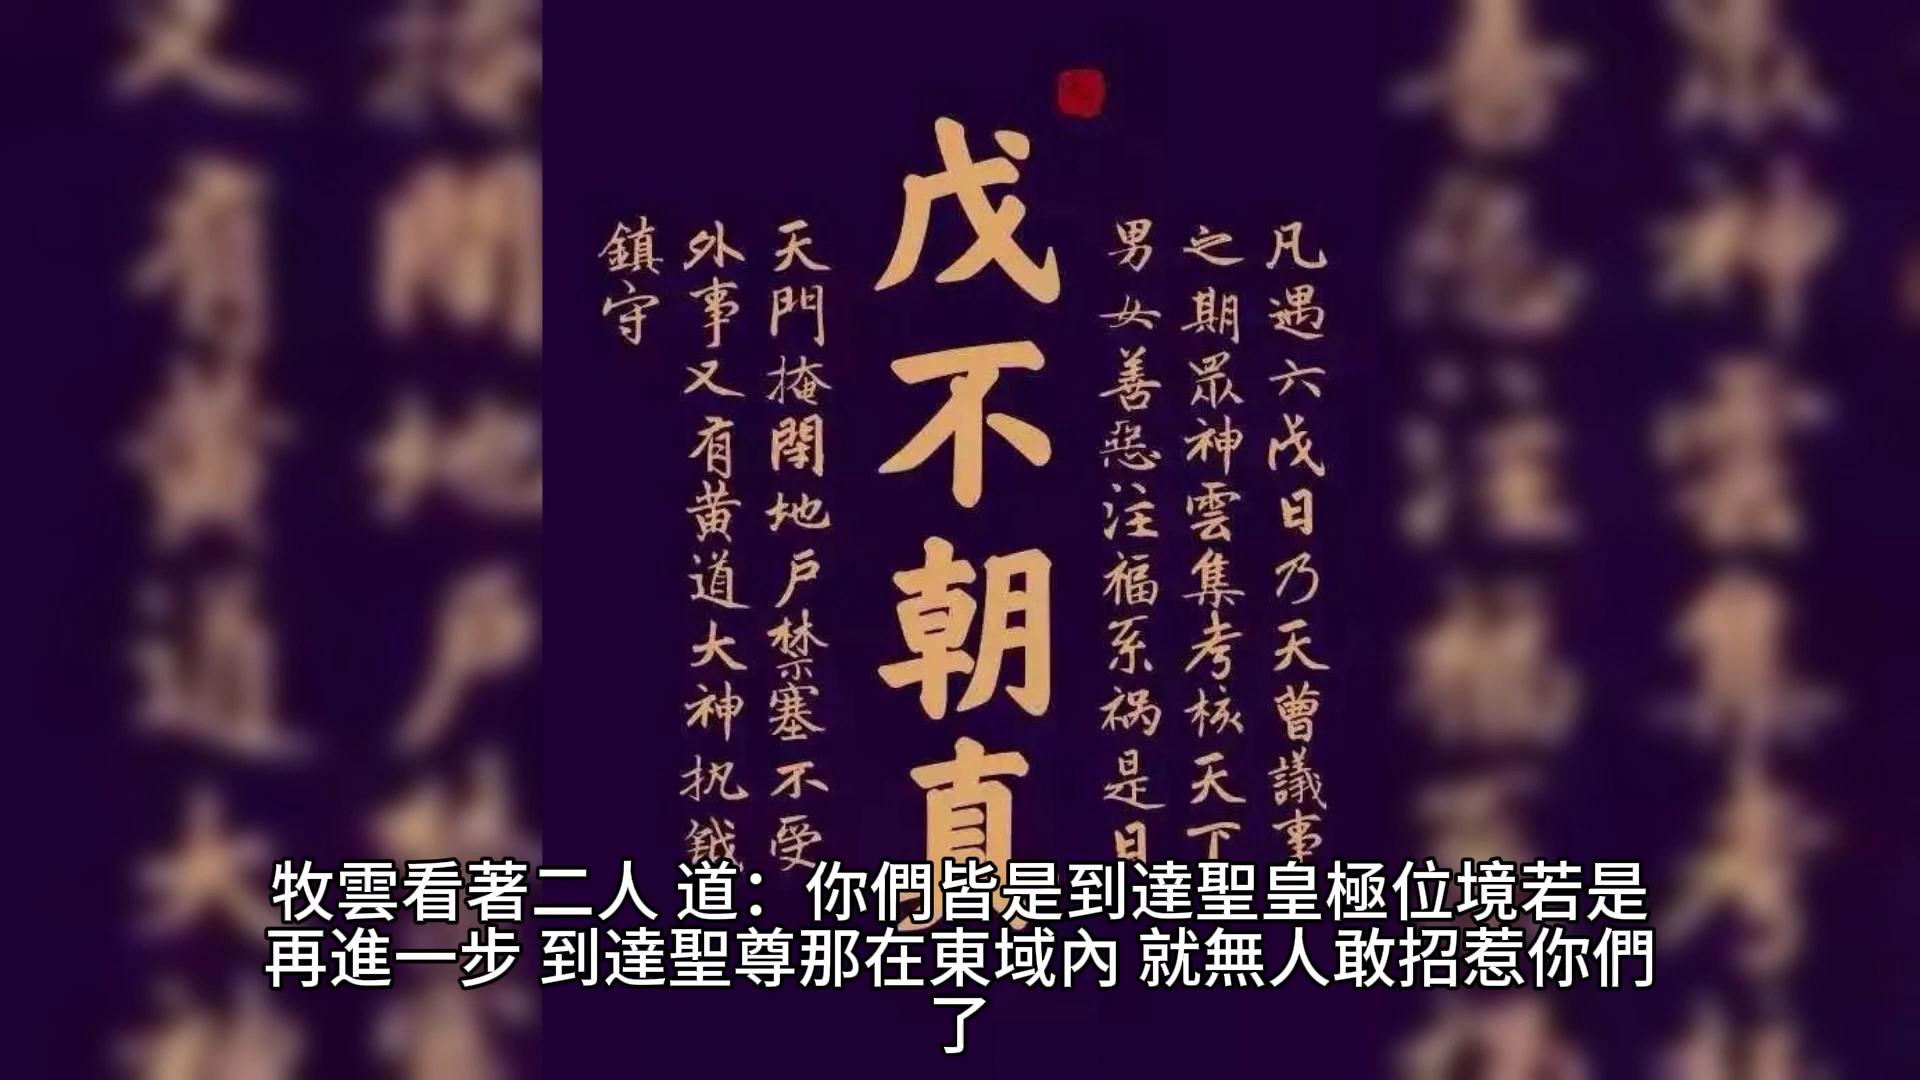 凡遇六戊日乃天曹議事
之期眾神雲集考核天下
男女善惡注福系祸是日
戊不朝真
天門掩閉地戶禁塞不受
外事又有黄道大神执鉞
鎮守
牧雲看著二人 道：你們皆是到達聖皇極位境若是
再進一步 到達聖尊那在東域內 就無人敢招惹你們
了